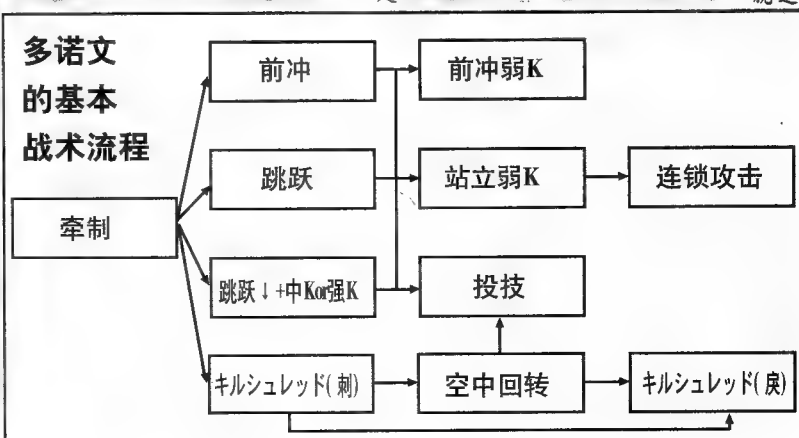 多诺文
的基本
战术流程
牵制
前冲
前冲弱K
跳跃
站立弱K
连锁攻击
跳跃↓+中Kor强K
投技
キルシュレッド(刺)
空中回转
キルシュレッド(戻)